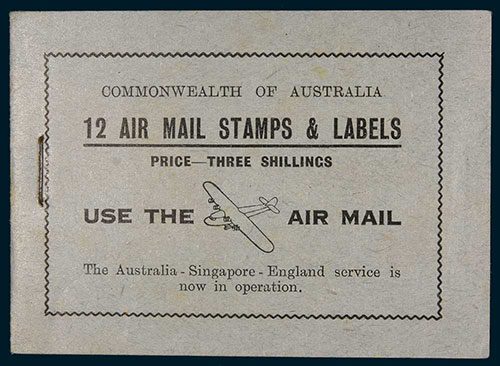 COMMONWEALTH OF AUSTRALIA
12 AIR MAIL STAMPS & LABELS
PRICE—THREE SHILLINGS
USE THE AIR MAIL
The Australia - Singapore - England service is
now in operation.